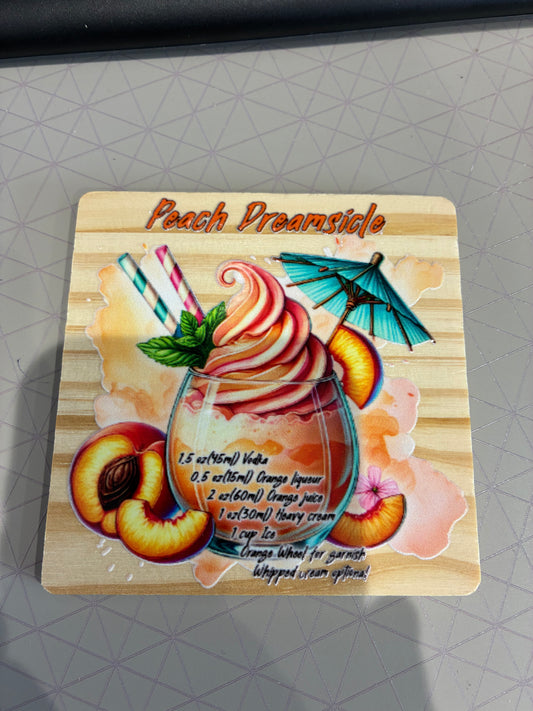 Peach Dreamsicle
1,5 oz(45ml) Vodka
0,5 oz(15ml) Orange liqueur
2 oz(60ml) Orange juice
1 oz(30ml) Heavy cream
1 cup Ice
Orange Wheel for garnish
Whipped cream optional